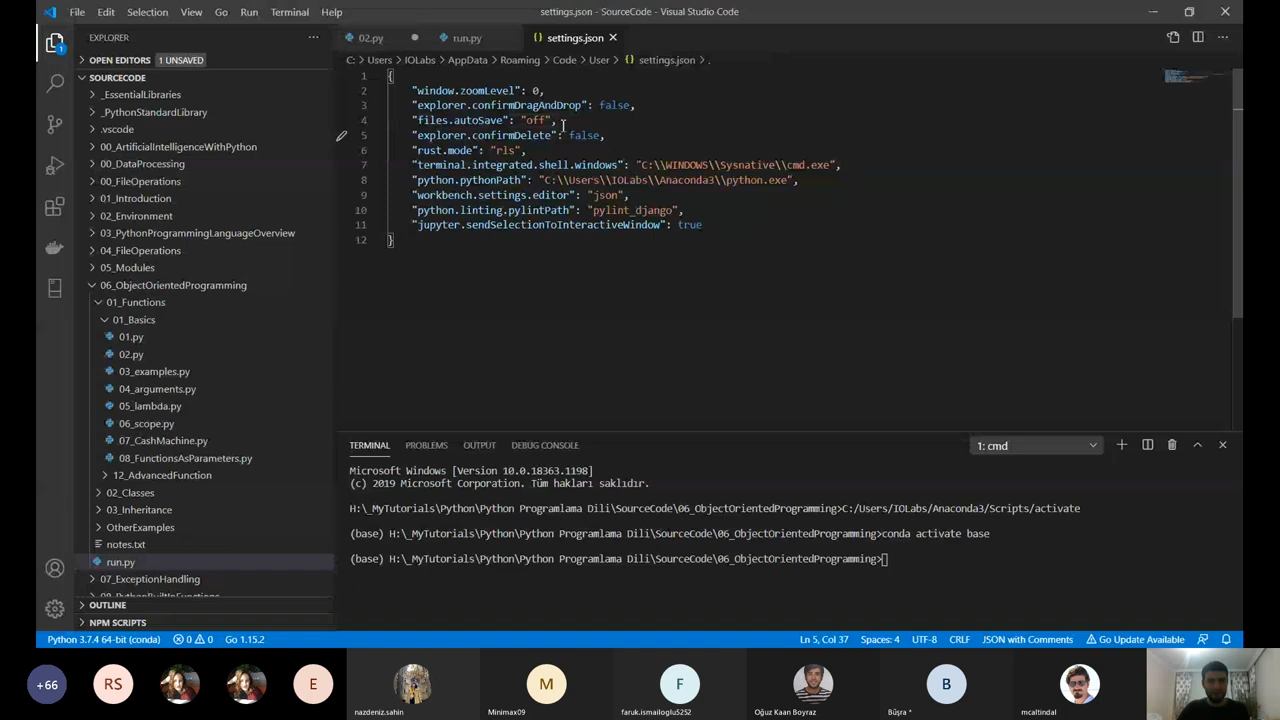 File Edit Selection View Go Run Terminal Help
settings.json - SourceCode - Visual Studio Code
EXPLORER
OPEN EDITORS 1 UNSAVED
SOURCECODE
_EssentialLibraries
_PythonStandardLibrary
.vscode
00_ArtificialIntelligenceWithPython
00_DataProcessing
00_FileOperations
01_Introduction
02_Environment
03_PythonProgrammingLanguageOverview
04_FileOperations
05_Modules
06_ObjectOrientedProgramming
01_Functions
01_Basics
01.py
02.py
03_examples.py
04_arguments.py
05_lambda.py
06_scope.py
07_CashMachine.py
08_FunctionsAsParameters.py
12_AdvancedFunction
02_Classes
03_Inheritance
OtherExamples
notes.txt
run.py
07_ExceptionHandling
08_PythonBuiltInFunctions
OUTLINE
NPM SCRIPTS
02.py run.py settings.json
C: Users IOLabs AppData Roaming Code User settings.json .
1 {
2 "window.zoomLevel": 0,
3 "explorer.confirmDragAndDrop": false,
4 "files.autoSave": "off",
5 "explorer.confirmDelete": false,
6 "rust.mode": "rls",
7 "terminal.integrated.shell.windows": "C:\\WINDOWS\\Sysnative\\cmd.exe",
8 "python.pythonPath": "C:\\Users\\IOLabs\\Anaconda3\\python.exe",
9 "workbench.settings.editor": "json",
10 "python.linting.pylintPath": "pylint_django",
11 "jupyter.sendSelectionToInteractiveWindow": true
12 }
TERMINAL PROBLEMS OUTPUT DEBUG CONSOLE
1: cmd
Microsoft Windows [Version 10.0.18363.1198]
(c) 2019 Microsoft Corporation. Tüm hakları saklıdır.
H:\_MyTutorials\Python\Python Programlama Dili\SourceCode\06_ObjectOrientedProgramming>C:/Users/IOLabs/Anaconda3/Scripts/activate
(base) H:\_MyTutorials\Python\Python Programlama Dili\SourceCode\06_ObjectOrientedProgramming>conda activate base
(base) H:\_MyTutorials\Python\Python Programlama Dili\SourceCode\06_ObjectOrientedProgramming>
Python 3.7.4 64-bit (conda) 0 0 Go 1.15.2
Ln 5, Col 37 Spaces: 4 UTF-8 CRLF JSON with Comments Go Update Available
+66 RS E M F B
nazdeniz.sahin Minimax09 faruk.ismailoglu5252 Oğuz Kaan Boyraz Büşra * mcaltindal